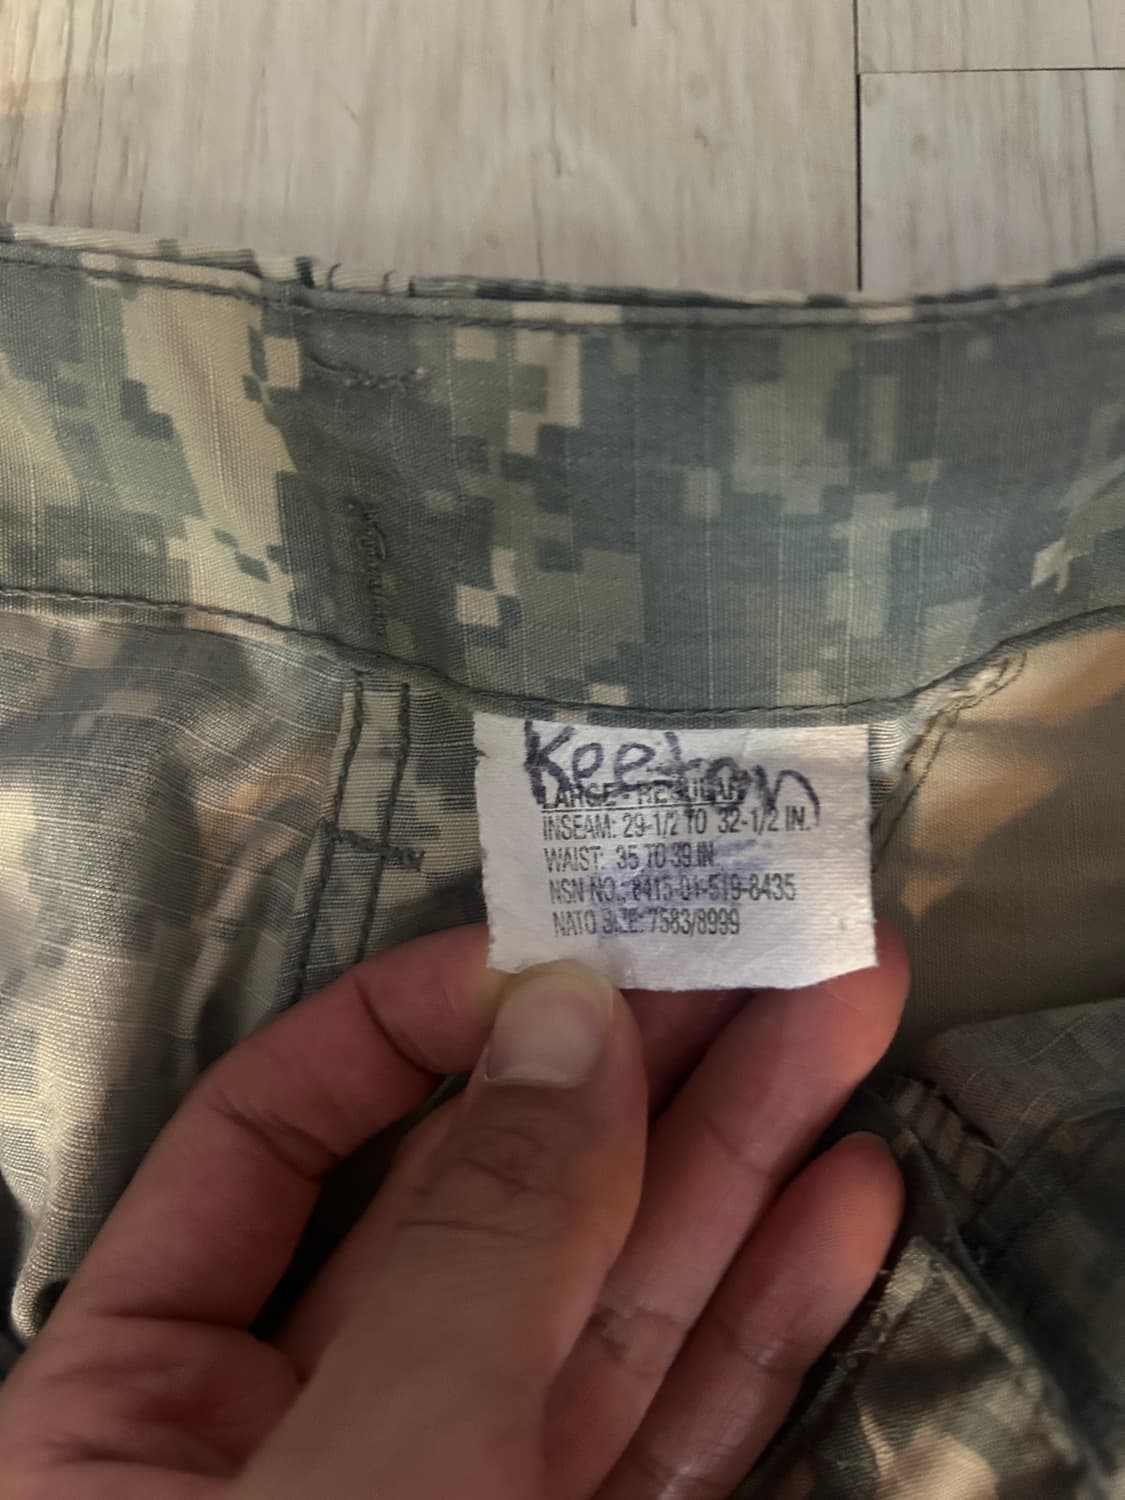 Keeton
LARGE - REGULAR
INSEAM: 29-1/2 TO 32-1/2 IN.
WAIST: 35 TO 39 IN.
NSN NO.: 8415-01-519-8435
NATO SIZE: 7583/8999